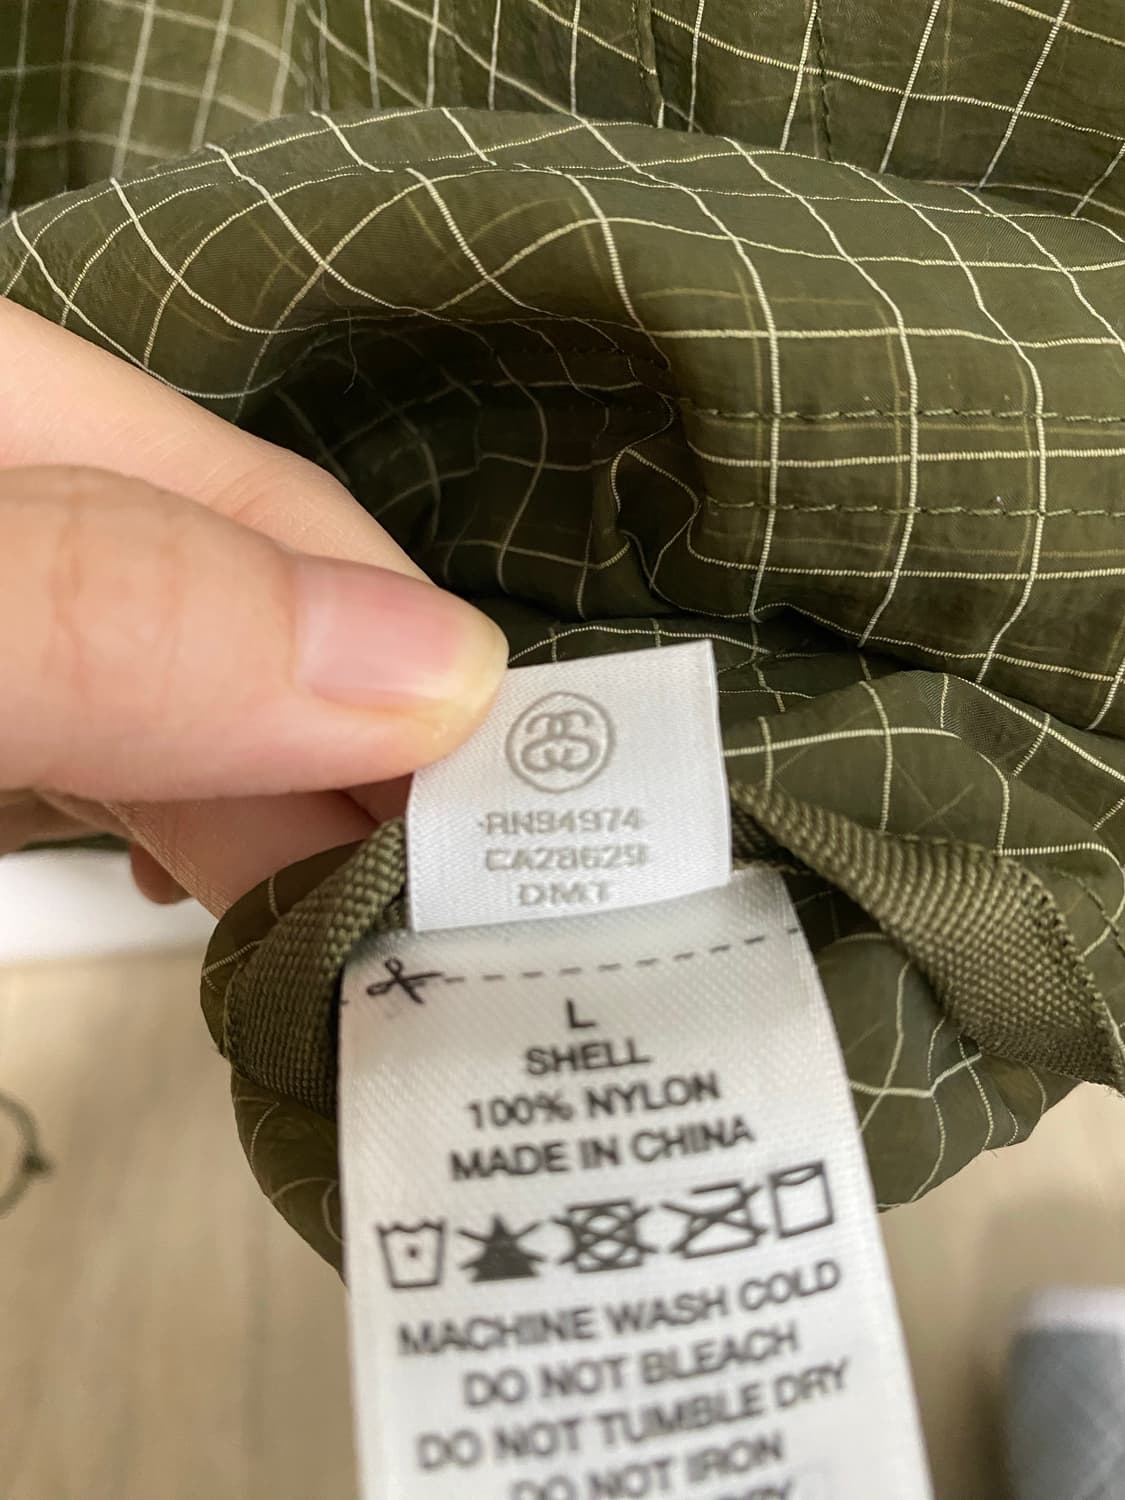 RN94974
CA28629
DMT
L
SHELL
100% NYLON
MADE IN CHINA
MACHINE WASH COLD
DO NOT BLEACH
DO NOT TUMBLE DRY
DO NOT IRON
DRY